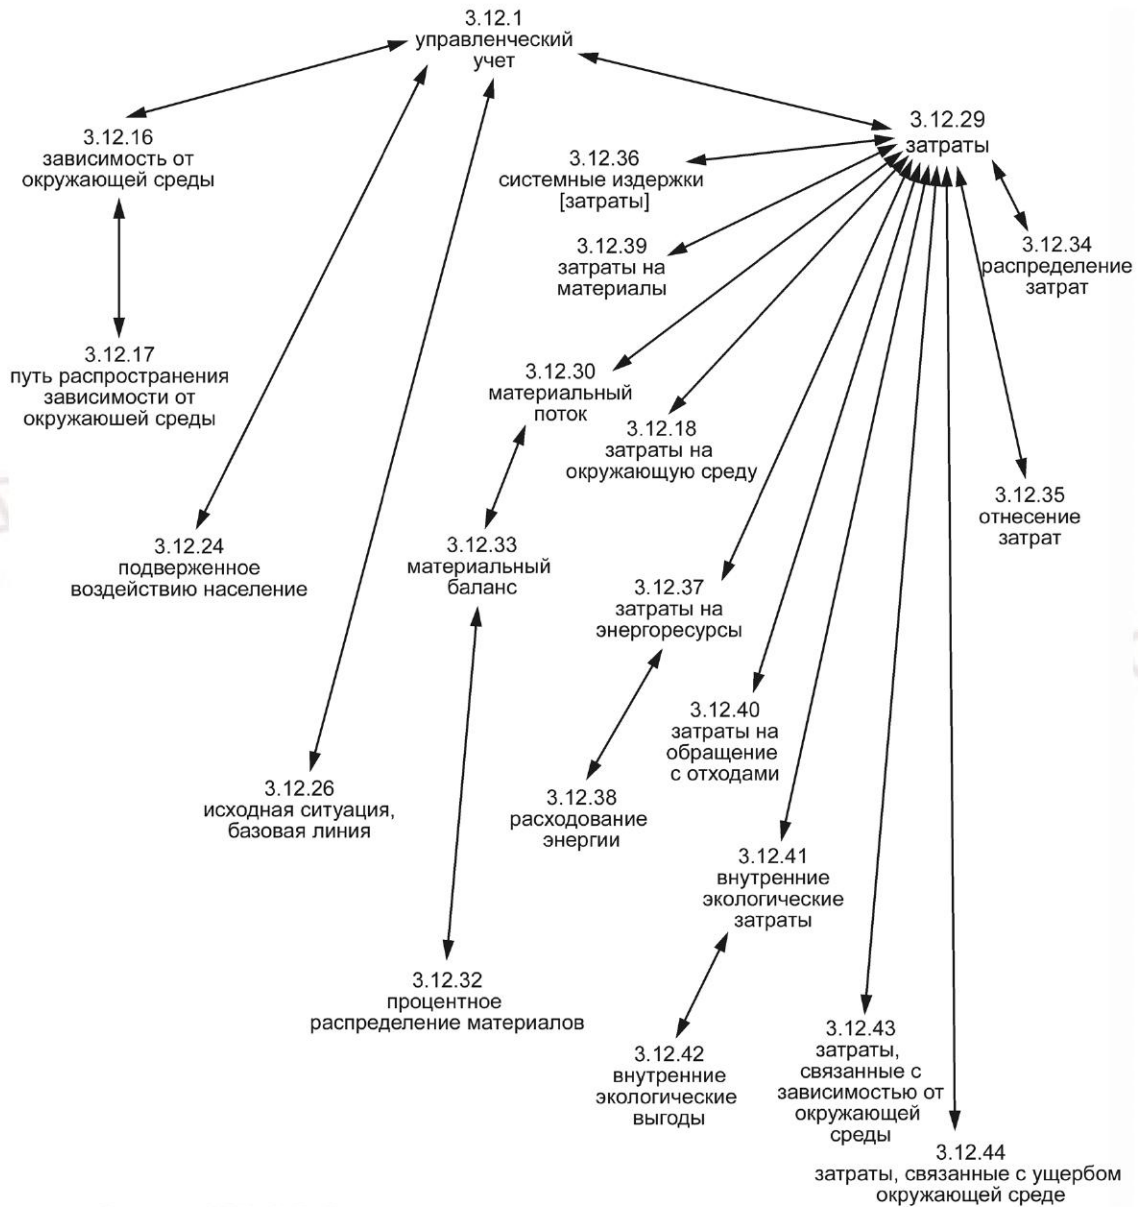 3.12.1
управленческий
учет
3.12.16
зависимость от
окружающей среды
3.12.29
затраты
3.12.36
системные издержки
[затраты]
3.12.39
затраты на
материалы
3.12.34
распределение
затрат
3.12.17
путь распространения
зависимости от
окружаюшей среды
3.12.30
материальный
поток
3.12.18
затраты на
окружающую среду
3.12.35
отнесение
затрат
3.12.24
подверженное
воздействию население
3.12.33
материальный
баланс
3.12.37
затраты на
энергоресурсы
3.12.40
затраты на
обращение
с отходами
3.12.26
исходная ситуация,
базовая линия
3.12.38
расходование
энергии
3.12.41
внутренние
экологические
затраты
3.12.32
процентное
распределение материалов
3.12.42
внутренние
экологические
выгоды
3.12.43
затраты,
связанные с
зависимостью от
окружающей
среды
3.12.44
затраты, связанные с ущербом
окружающей среде